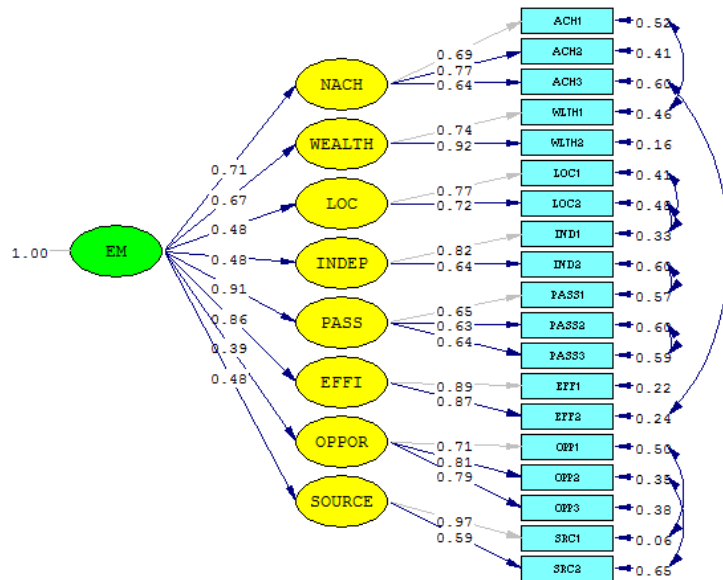 ACH1 0.52
ACH2 0.41
0.69
0.77
0.64
NACH
ACH3 0.60
WLTH1 0.46
0.74
0.92
WEALTH
WLTH2 0.16
0.71
LOC1 0.41
0.77
0.72
0.67
LOC
LOC2 0.48
0.48
IND1 0.33
0.82
0.64
1.00
EM
0.48
INDEP
IND2 0.60
0.91
PASS1 0.57
0.65
0.63
0.64
PASS
PASS2 0.60
0.86
0.39
0.48
PASS3 0.59
EFFI
0.89
0.87
EFF1 0.22
EFF2 0.24
OPPOR
0.71
0.81
0.79
OPP1 0.50
OPP2 0.35
SOURCE
OPP3 0.38
0.97
0.59
SRC1 0.06
SRC2 0.65